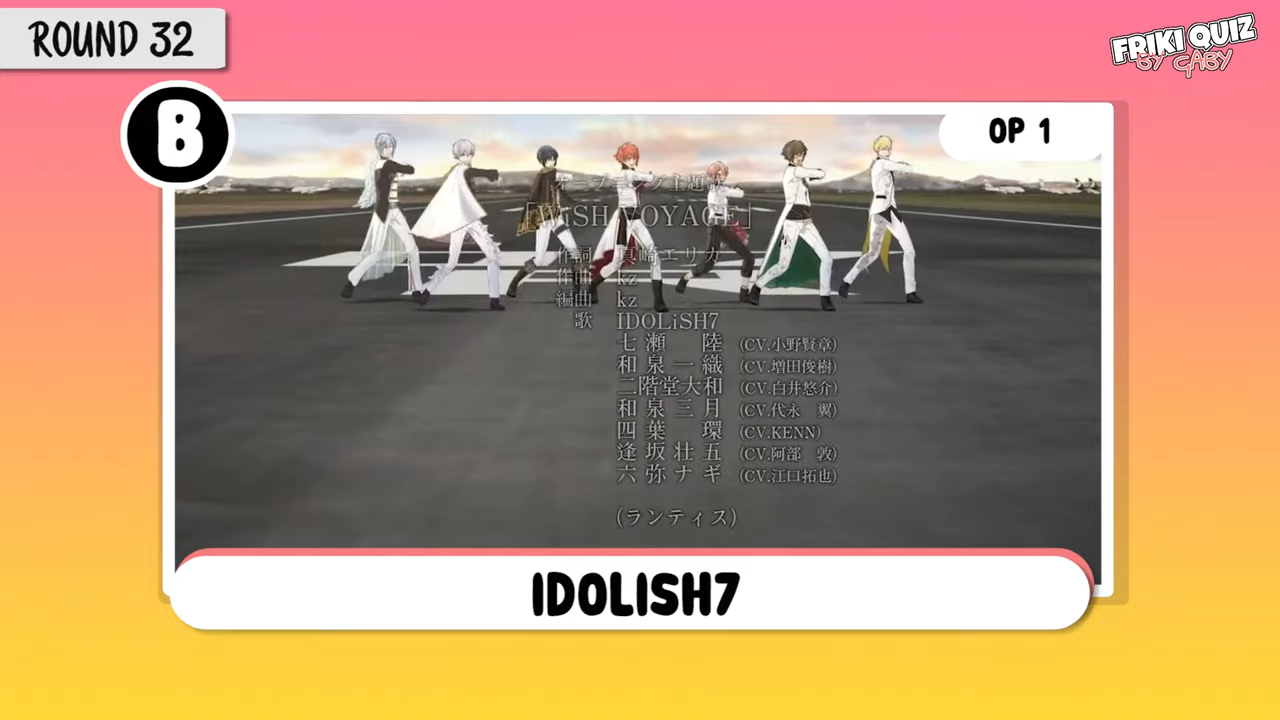 ROUND 32
FRIKI QUIZ
BY GABY
B
OP 1
オープニング主題歌
「WiSH VOYAGE」
作詞 真崎エリカ
作曲 kz
編曲 kz
歌 IDOLiSH7
七瀬 陸 (CV.小野賢章)
和泉一織 (CV.増田俊樹)
二階堂大和 (CV.白井悠介)
和泉三月 (CV.代永 翼)
四葉 環 (CV.KENN)
逢坂壮五 (CV.阿部 敦)
六弥ナギ (CV.江口拓也)
(ランティス)
IDOLISH7